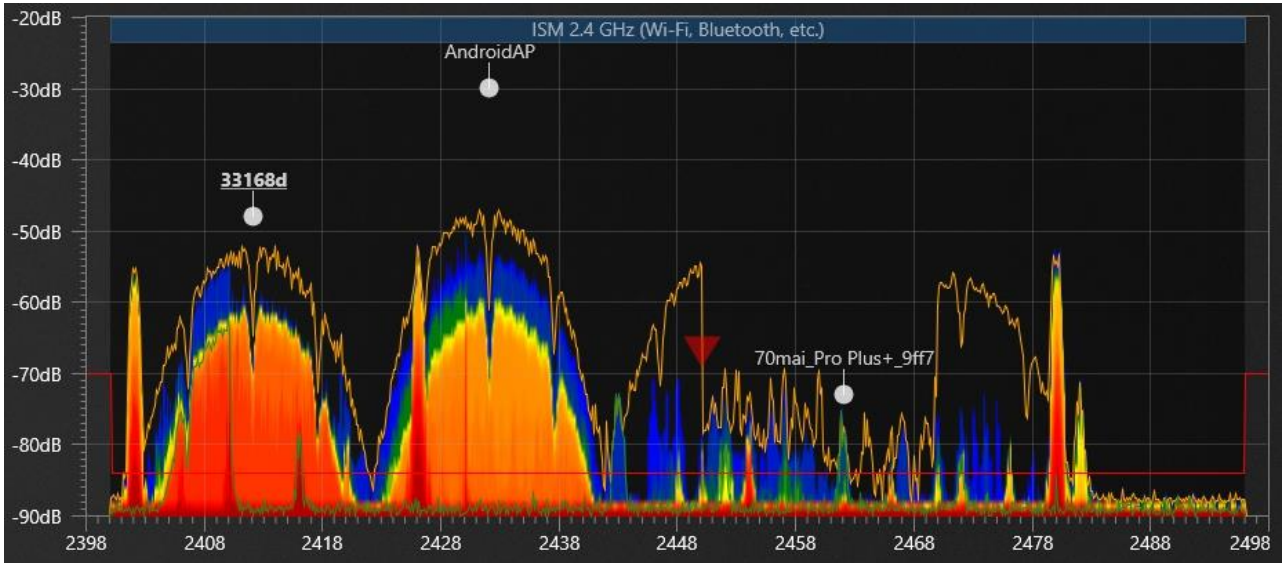 -20dB
ISM 2.4 GHz (Wi-Fi, Bluetooth, etc.)
AndroidAP
-30dB
-40dB
33168d
-50dB
-60dB
70mai_Pro Plus+_9ff7
-70dB
-80dB
-90dB
2398 2408 2418 2428 2438 2448 2458 2468 2478 2488 2498